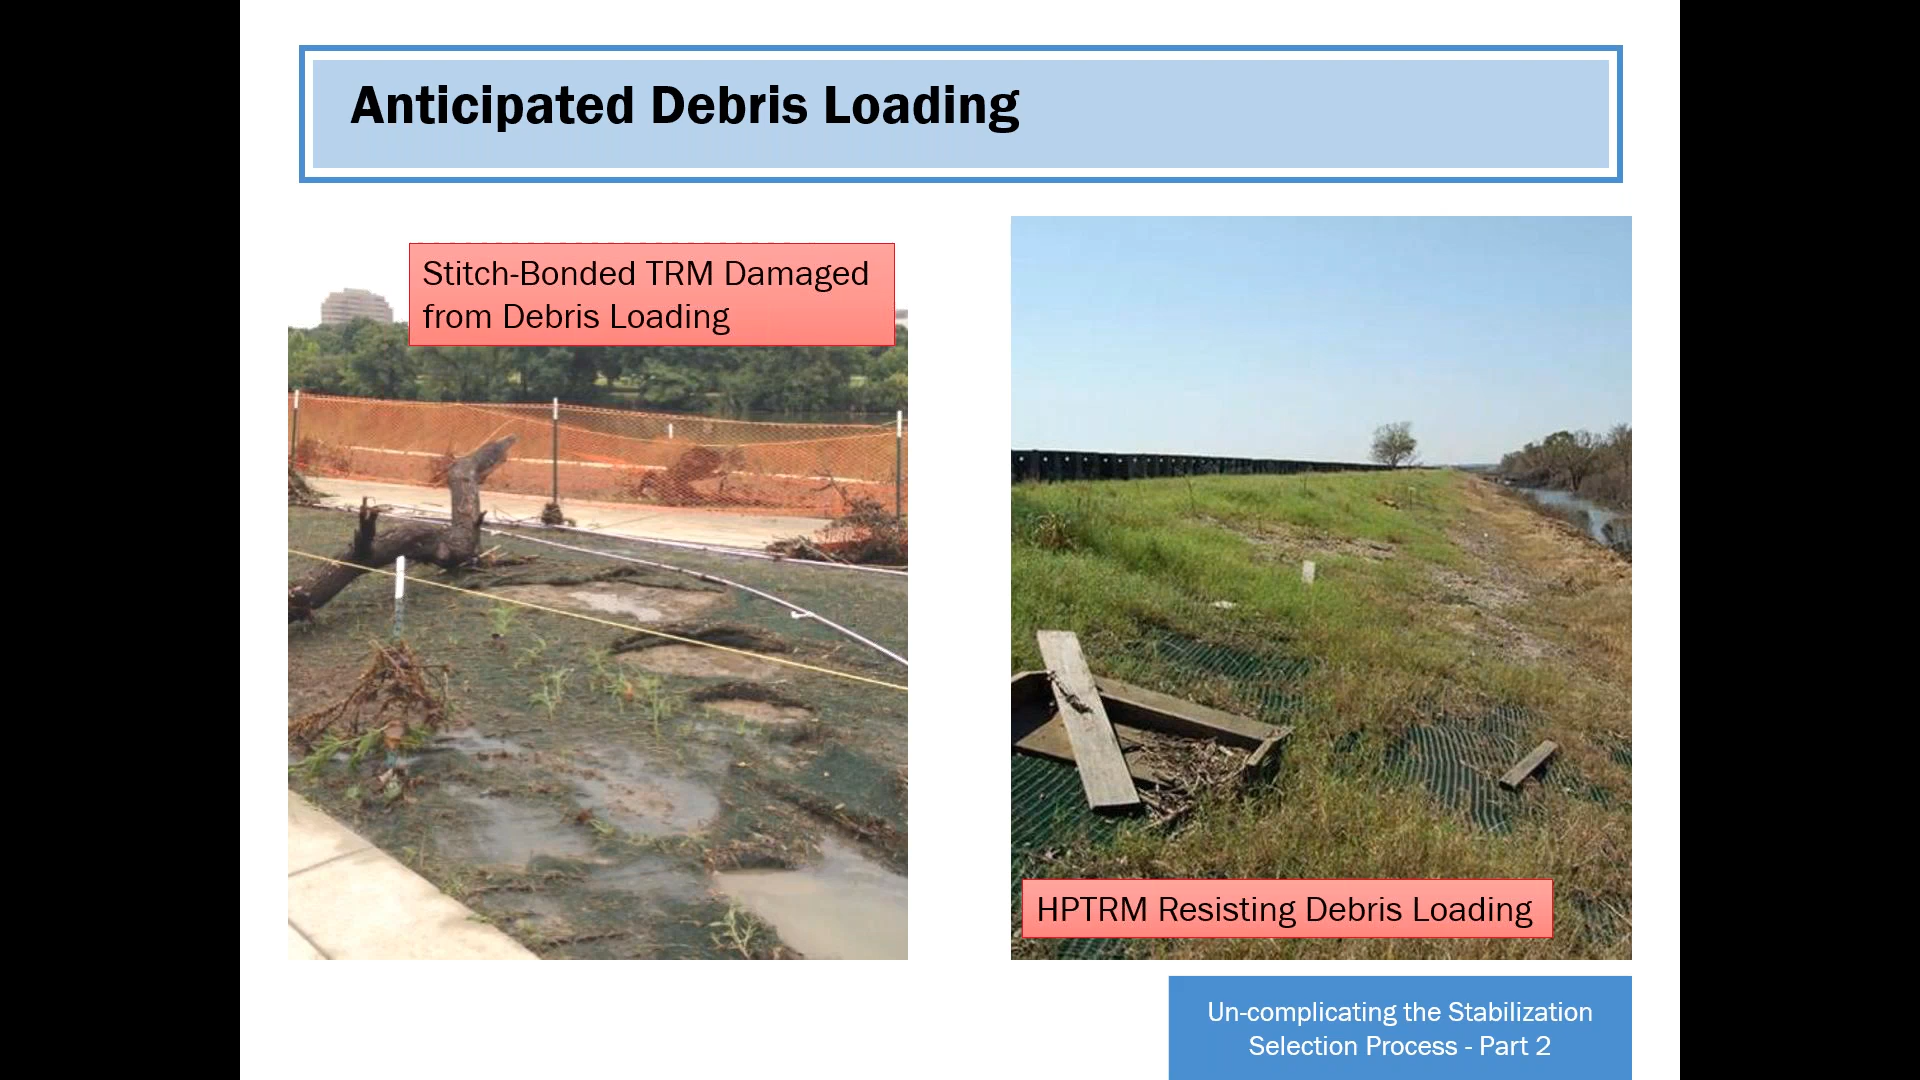 Anticipated Debris Loading
Stitch-Bonded TRM Damaged
from Debris Loading
HPTRM Resisting Debris Loading
Un-complicating the Stabilization
Selection Process - Part 2